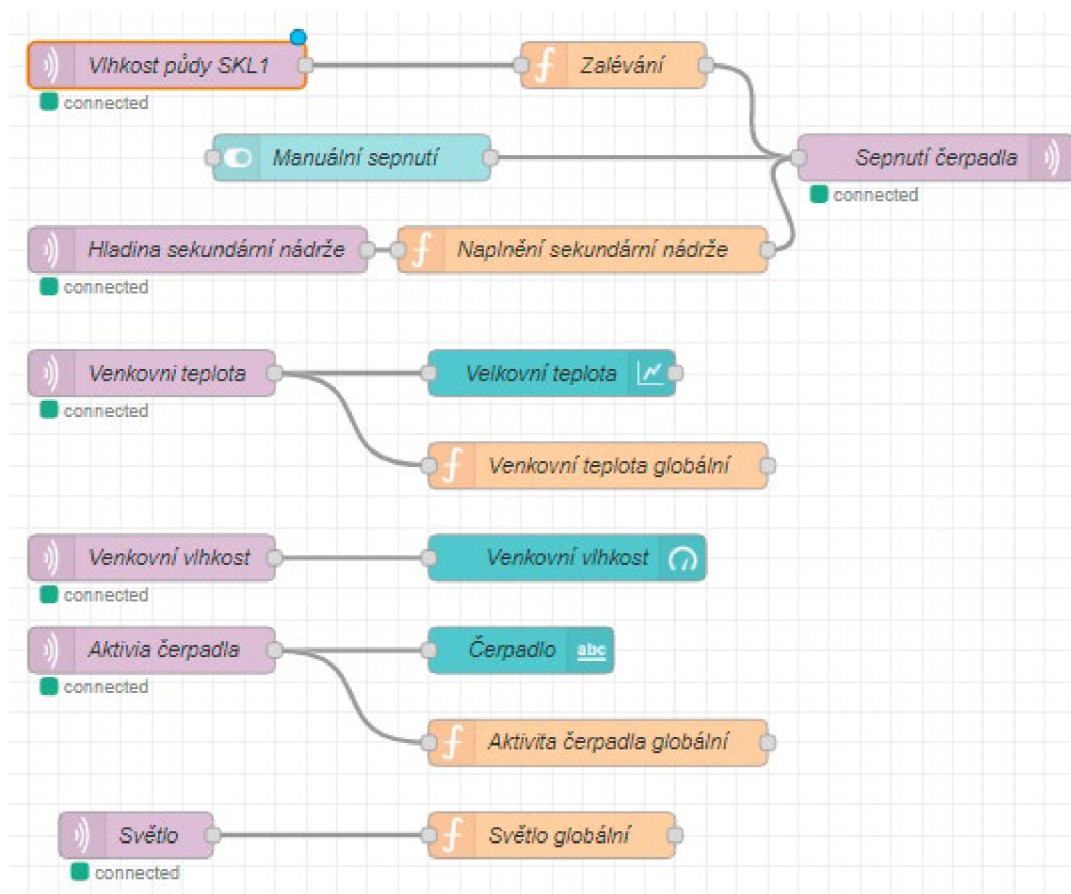 Vlhkost půdy SKL1
Zalévání
connected
Manuální sepnutí
Sepnutí čerpadla
connected
Hladina sekundární nádrže
Naplnění sekundární nádrže
connected
Venkovni teplota
Velkovní teplota
connected
Venkovní teplota globální
Venkovní vlhkost
Venkovní vlhkost
connected
Aktivia čerpadla
Čerpadlo
abc
connected
Aktivita čerpadla globální
Světlo
Světlo globální
connected